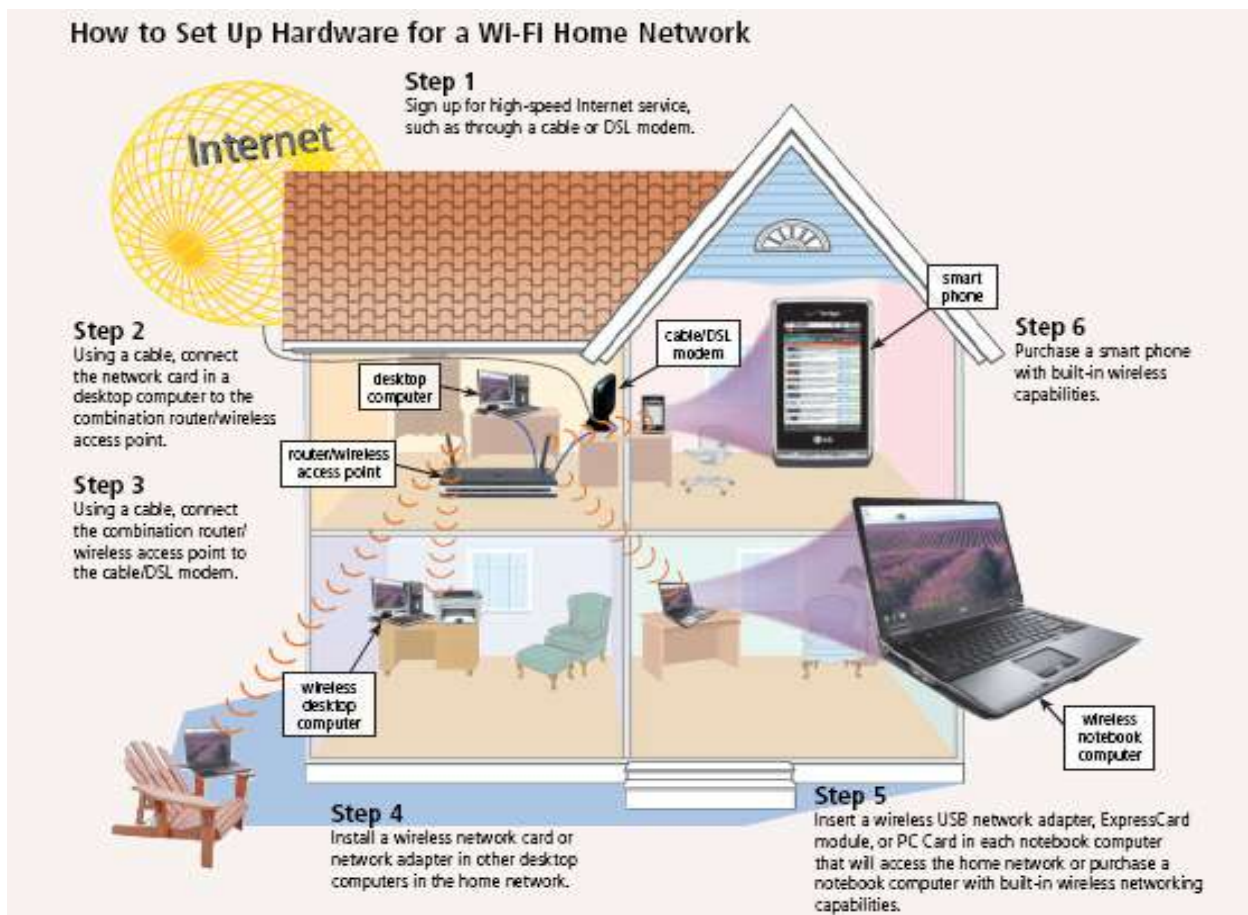 How to Set Up Hardware for a Wi-Fi Home Network
Step 1
Sign up for high-speed Internet service,
such as through a cable or DSL modem.
Internet
smart
phone
Step 2
Using a cable, connect
the network card in a
desktop computer to the
combination router/wireless
access point.
cable/DSL
modem
Step 6
Purchase a smart phone
with built-in wireless
capabilities.
desktop
computer
router/wireless
access point
Step 3
Using a cable, connect
the combination router/
wireless access point to
the cable/DSL modem.
wireless
desktop
computer
wireless
notebook
computer
Step 4
Install a wireless network card or
network adapter in other desktop
computers in the home network.
Step 5
Insert a wireless USB network adapter, ExpressCard
module, or PC Card in each notebook computer
that will access the home network or purchase a
notebook computer with built-in wireless networking
capabilities.